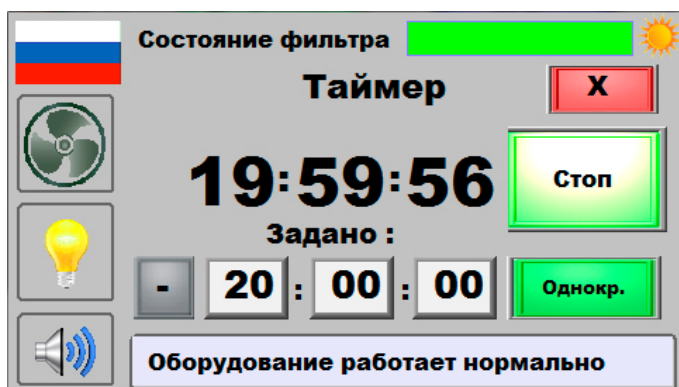 Состояние фильтра
Таймер
X
19:59:56
Стоп
Задано :
- 20 : 00 : 00
Однокр.
Оборудование работает нормально